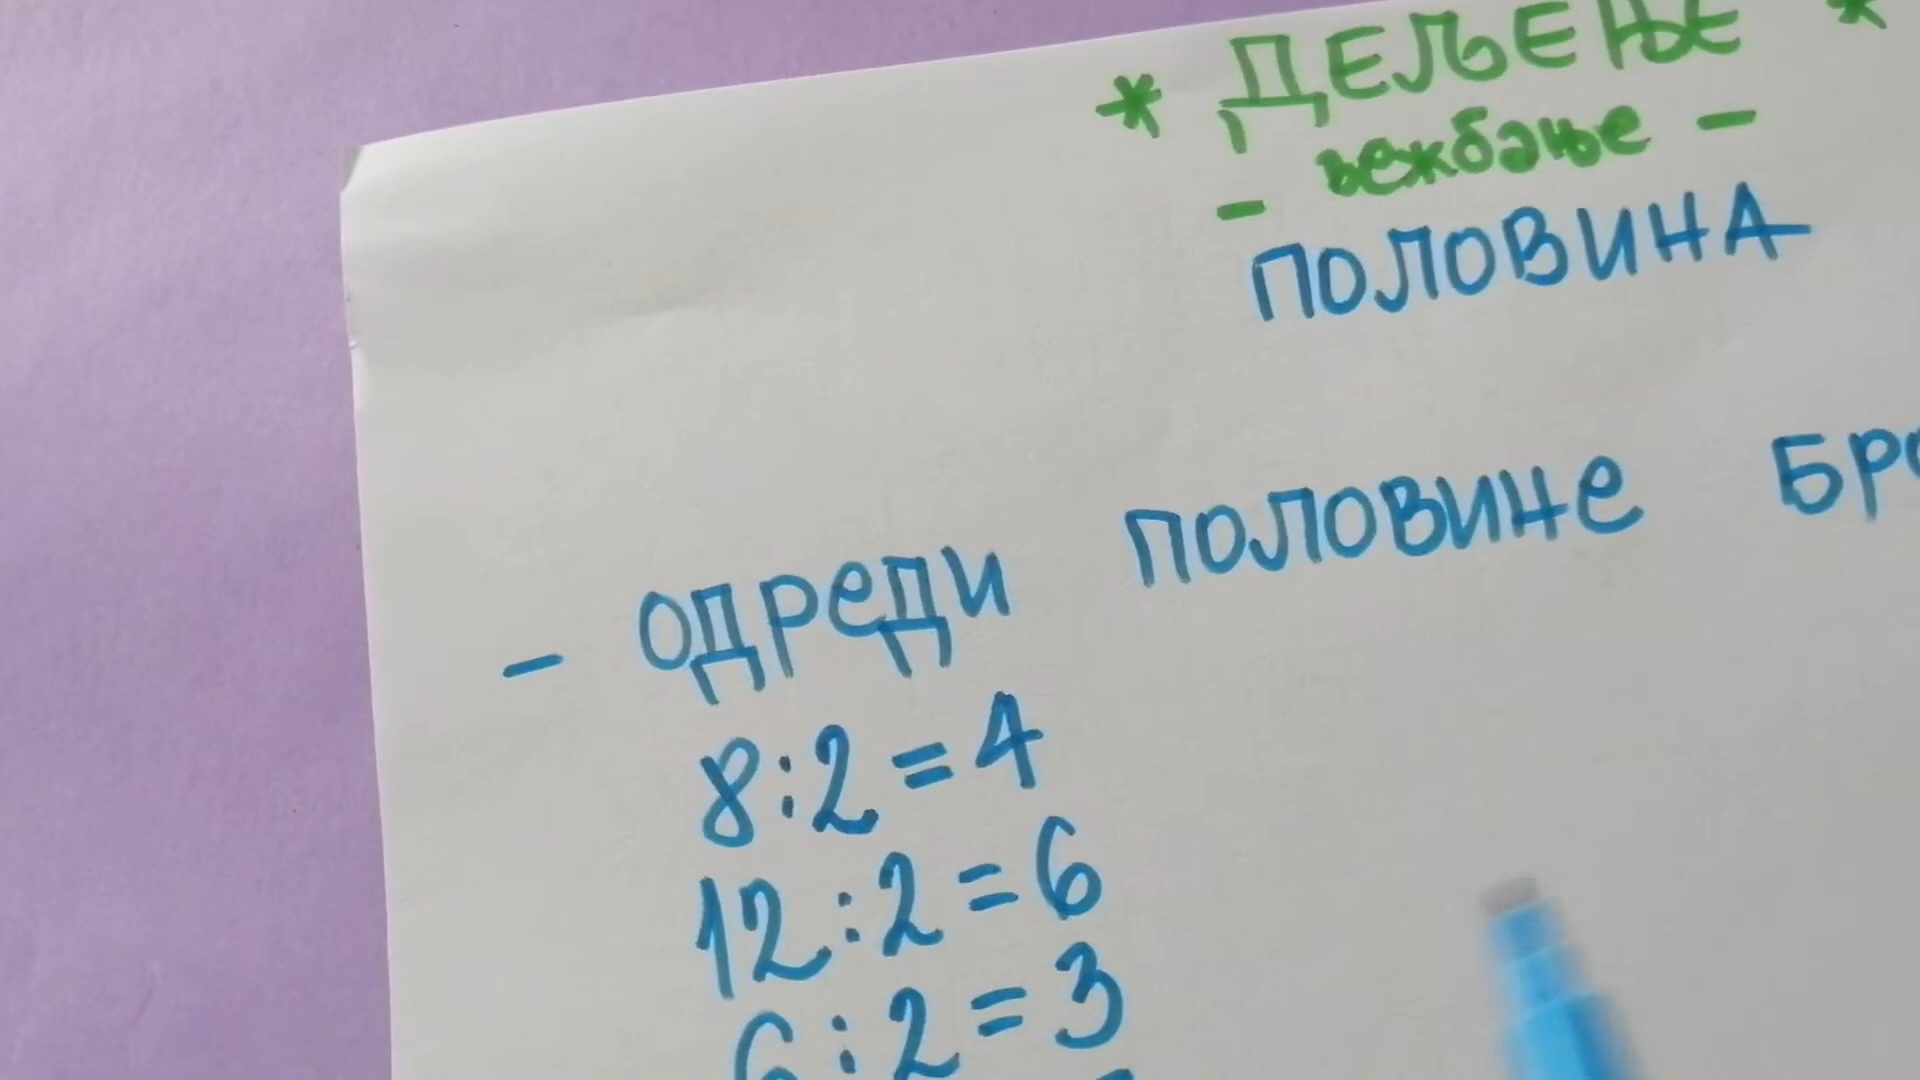 * ДЕЉЕЊЕ *
- вежбање -
ПОЛОВИНА
- одреди половине
8:2=4
12:2=6
6:2=3